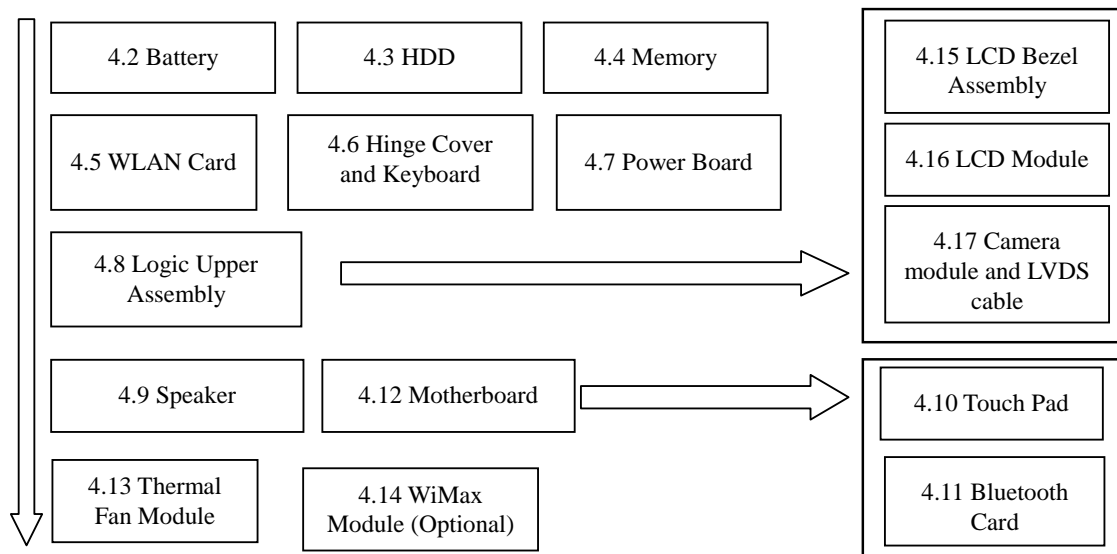 4.2 Battery
4.3 HDD
4.4 Memory
4.5 WLAN Card
4.6 Hinge Cover
and Keyboard
4.7 Power Board
4.8 Logic Upper
Assembly
4.9 Speaker
4.12 Motherboard
4.13 Thermal
Fan Module
4.14 WiMax
Module (Optional)
4.15 LCD Bezel
Assembly
4.16 LCD Module
4.17 Camera
module and LVDS
cable
4.10 Touch Pad
4.11 Bluetooth
Card